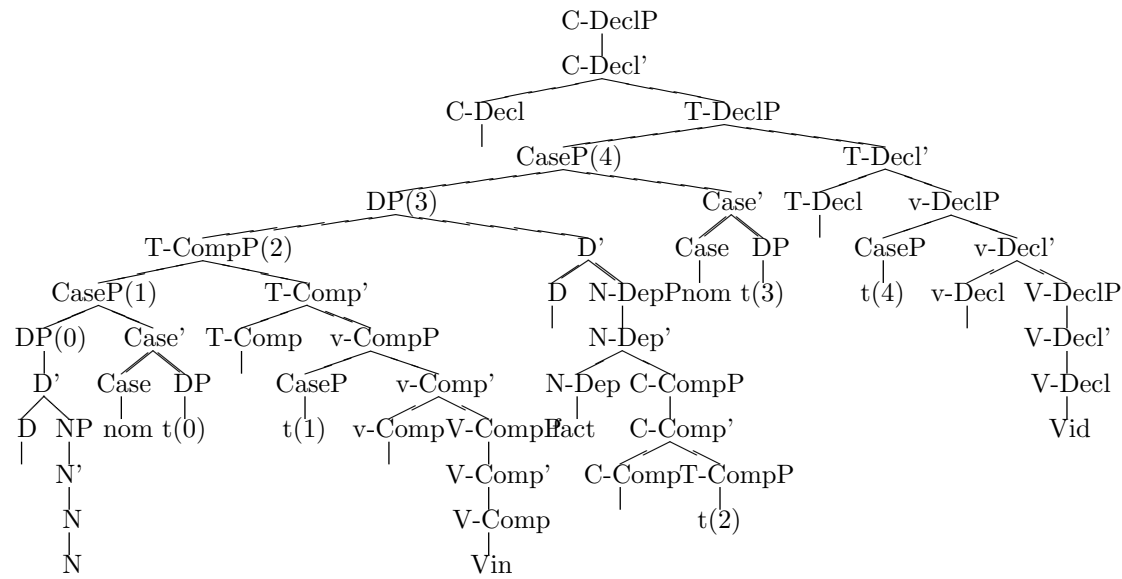 C-DeclP
C-Decl'
C-Decl T-DeclP
CaseP(4) T-Decl'
DP(3) Case' T-Decl v-DeclP
T-CompP(2) D' Case DP CaseP v-Decl'
CaseP(1) T-Comp' D N-DepP nom t(3) t(4) v-Decl V-DeclP
DP(0) Case' T-Comp v-CompP N-Dep' V-Decl'
D' Case DP CaseP v-Comp' N-Dep C-CompP V-Decl
D NP nom t(0) t(1) v-Comp V-CompP Fact C-Comp' Vid
N' V-Comp' C-Comp T-CompP
N V-Comp t(2)
N Vin